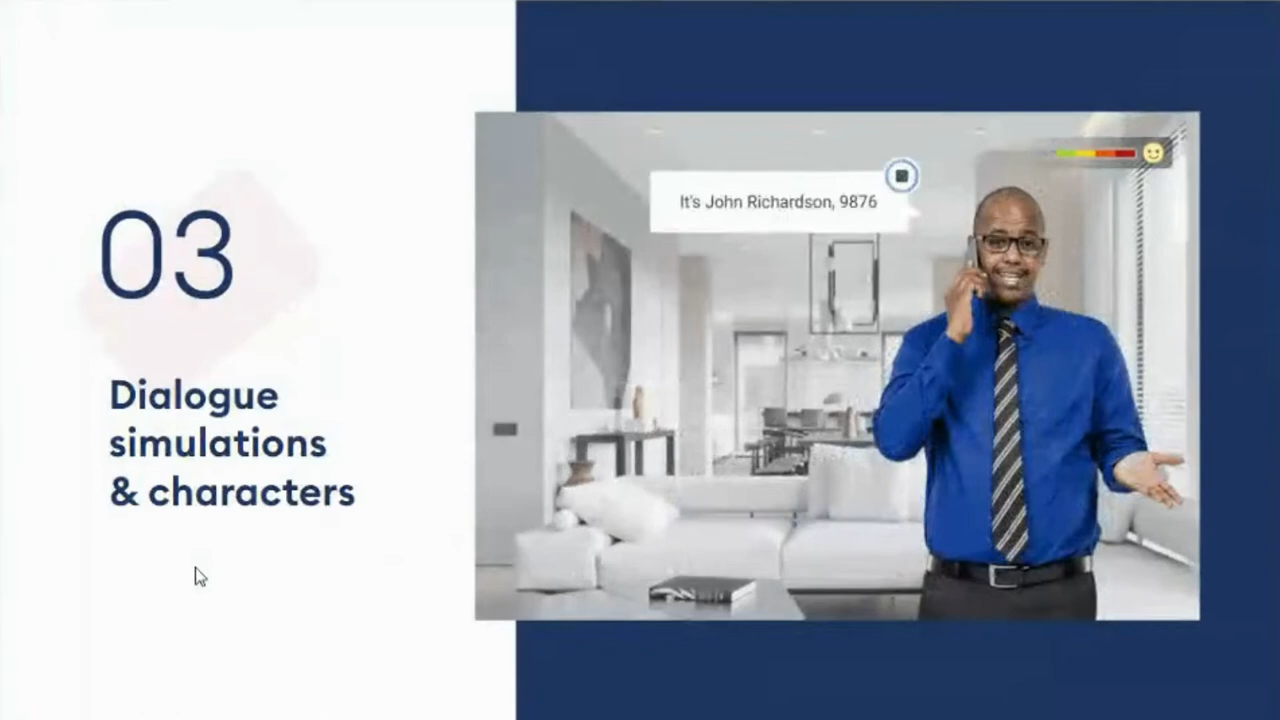 03
Dialogue
simulations
& characters
It's John Richardson, 9876